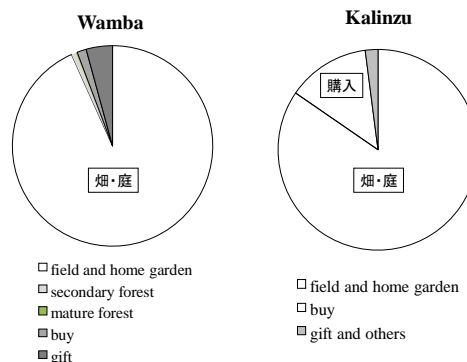 Wamba
Kalinzu
購入
畑・庭
畑・庭
field and home garden
secondary forest
mature forest
buy
gift
field and home garden
buy
gift and others